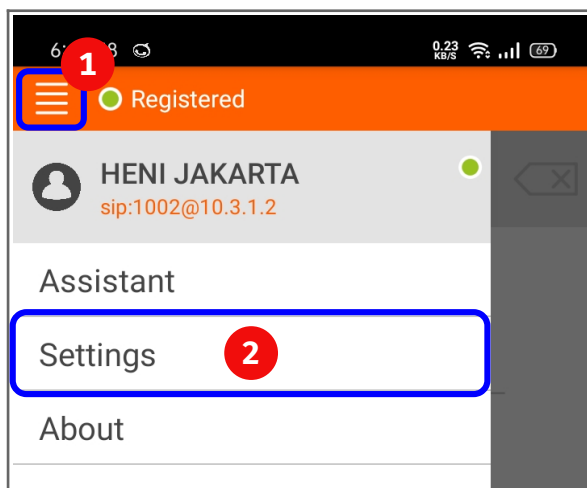 0.23
KB/S
69
1
Registered
HENI JAKARTA
sip:1002@10.3.1.2
Assistant
Settings
2
About